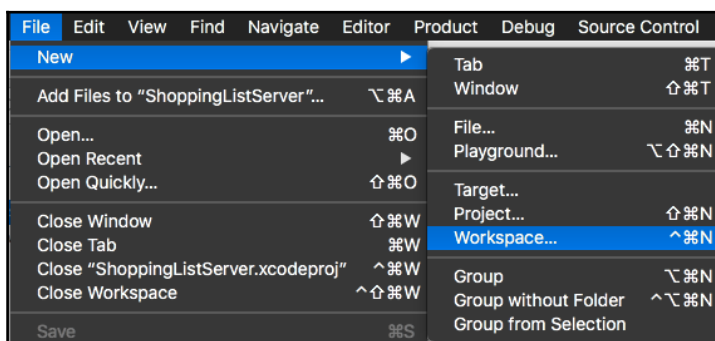 File Edit View Find Navigate Editor Product Debug Source Control
New ▶
Add Files to “ShoppingListServer”... ⌥⌘A
Open... ⌘O
Open Recent ▶
Open Quickly... ⇧⌘O
Close Window ⇧⌘W
Close Tab ⌘W
Close “ShoppingListServer.xcodeproj” ^⌘W
Close Workspace ^⇧⌘W
Save ⌘S
Tab ⌘T
Window ⇧⌘T
File... ⌘N
Playground... ⌥⇧⌘N
Target...
Project... ⇧⌘N
Workspace... ^⌘N
Group ⌥⌘N
Group without Folder ^⌥⌘N
Group from Selection